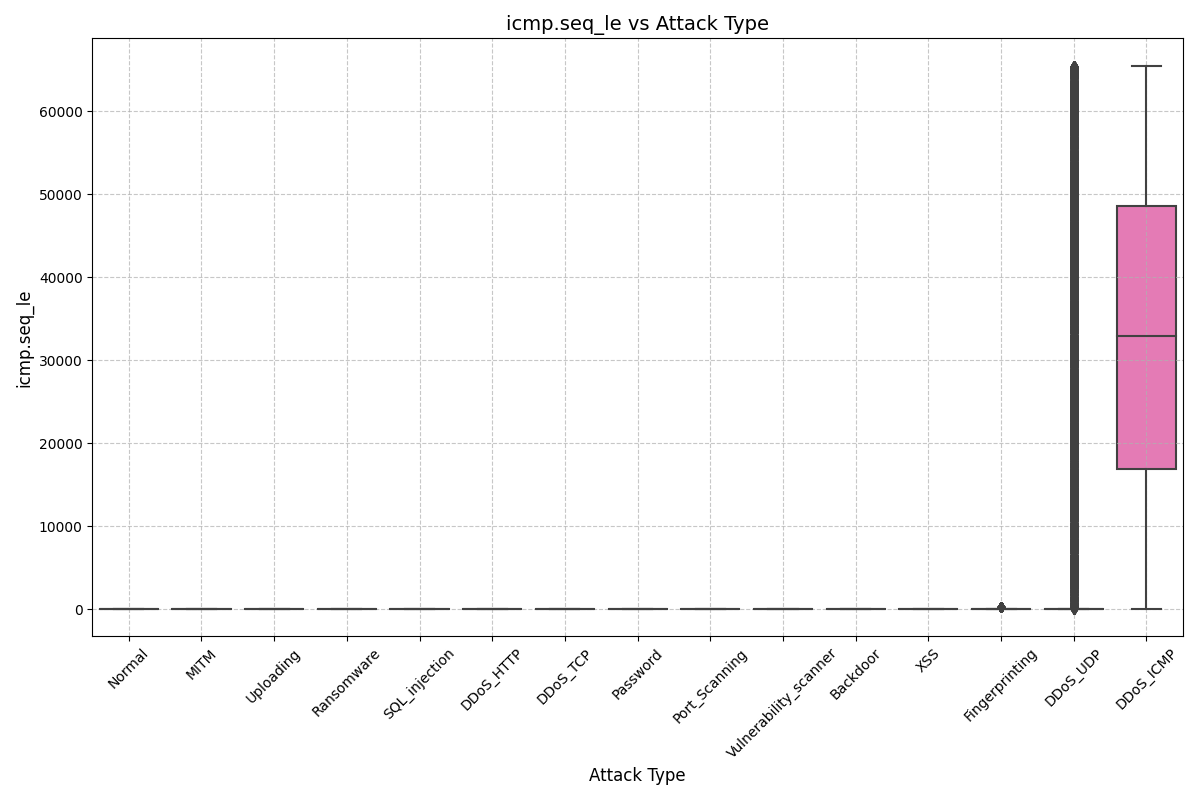 icmp.seq_le vs Attack Type
icmp.seq_le
60000
50000
40000
30000
20000
10000
0
Normal
MITM
Uploading
Ransomware
SQL_injection
DDoS_HTTP
DDoS_TCP
Password
Port_Scanning
Vulnerability_scanner
Backdoor
XSS
Fingerprinting
DDoS_UDP
DDoS_ICMP
Attack Type